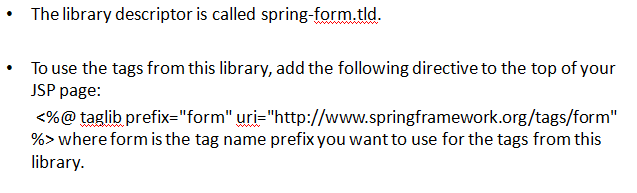 • The library descriptor is called spring-form.tld.
• To use the tags from this library, add the following directive to the top of your
JSP page:
<%@ taglib prefix="form" uri="http://www.springframework.org/tags/form"
%> where form is the tag name prefix you want to use for the tags from this
library.